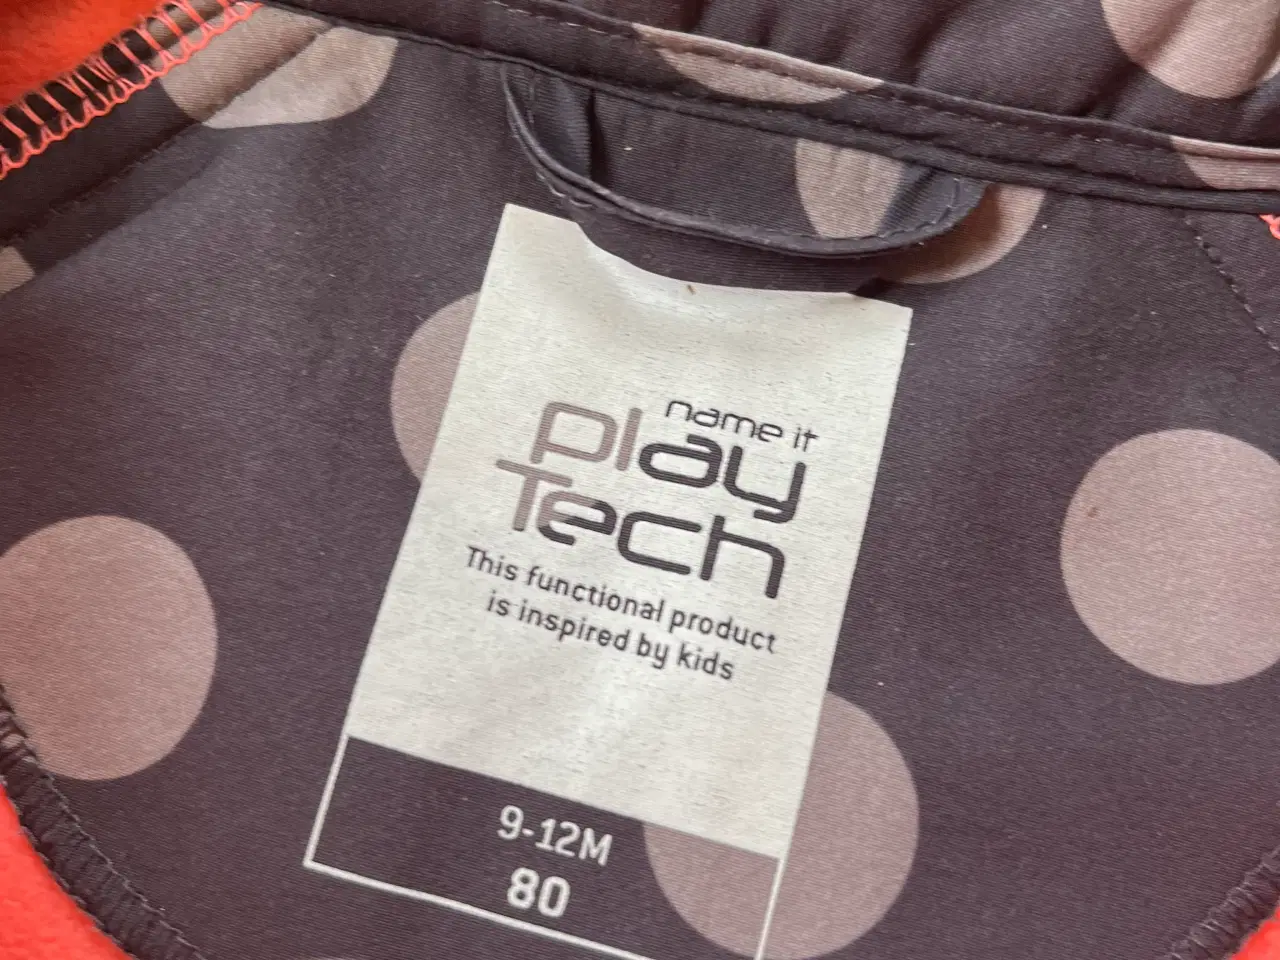 name it
play
Tech
This functional product
is inspired by kids
9-12M
80